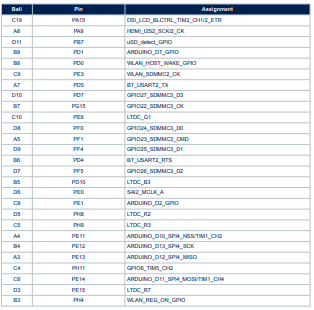 Ball Pin Assignment
C19 PA15 DSI_LCD_BLCTRL_TIM2_CH1/2_ETR
A8 PA9 HDMI_I2S2_SCK/2_CK
D11 PB7 uSD_detect_GPIO
B9 PD1 ARDUINO_D7_GPIO
B8 PD0 WLAN_HOST_WAKE_GPIO
C9 PE3 WLAN_SDMMC2_CK
A7 PD5 BT_USART2_TX
D10 PD7 GPIO27_SDMMC3_D3
B7 PG15 GPIO22_SDMMC3_CK
C10 PE6 LTDC_G1
D8 PF0 GPIO24_SDMMC3_D0
A5 PF1 GPIO23_SDMMC3_CMD
D9 PF4 GPIO25_SDMMC3_D1
B6 PD4 BT_USART2_RTS
D7 PF5 GPIO26_SDMMC3_D2
B5 PD10 LTDC_B3
D6 PE0 SAI2_MCLK_A
C8 PE1 ARDUINO_D2_GPIO
D5 PH8 LTDC_R2
C5 PH9 LTDC_R3
A4 PE11 ARDUINO_D10_SPI4_NSS/TIM1_CH2
B4 PE12 ARDUINO_D13_SPI4_SCK
A3 PE13 ARDUINO_D12_SPI4_MISO
C4 PH11 GPIO6_TIM5_CH2
C6 PE14 ARDUINO_D11_SPI4_MOSI/TIM1_CH4
D3 PE15 LTDC_R7
B3 PH4 WLAN_REG_ON_GPIO